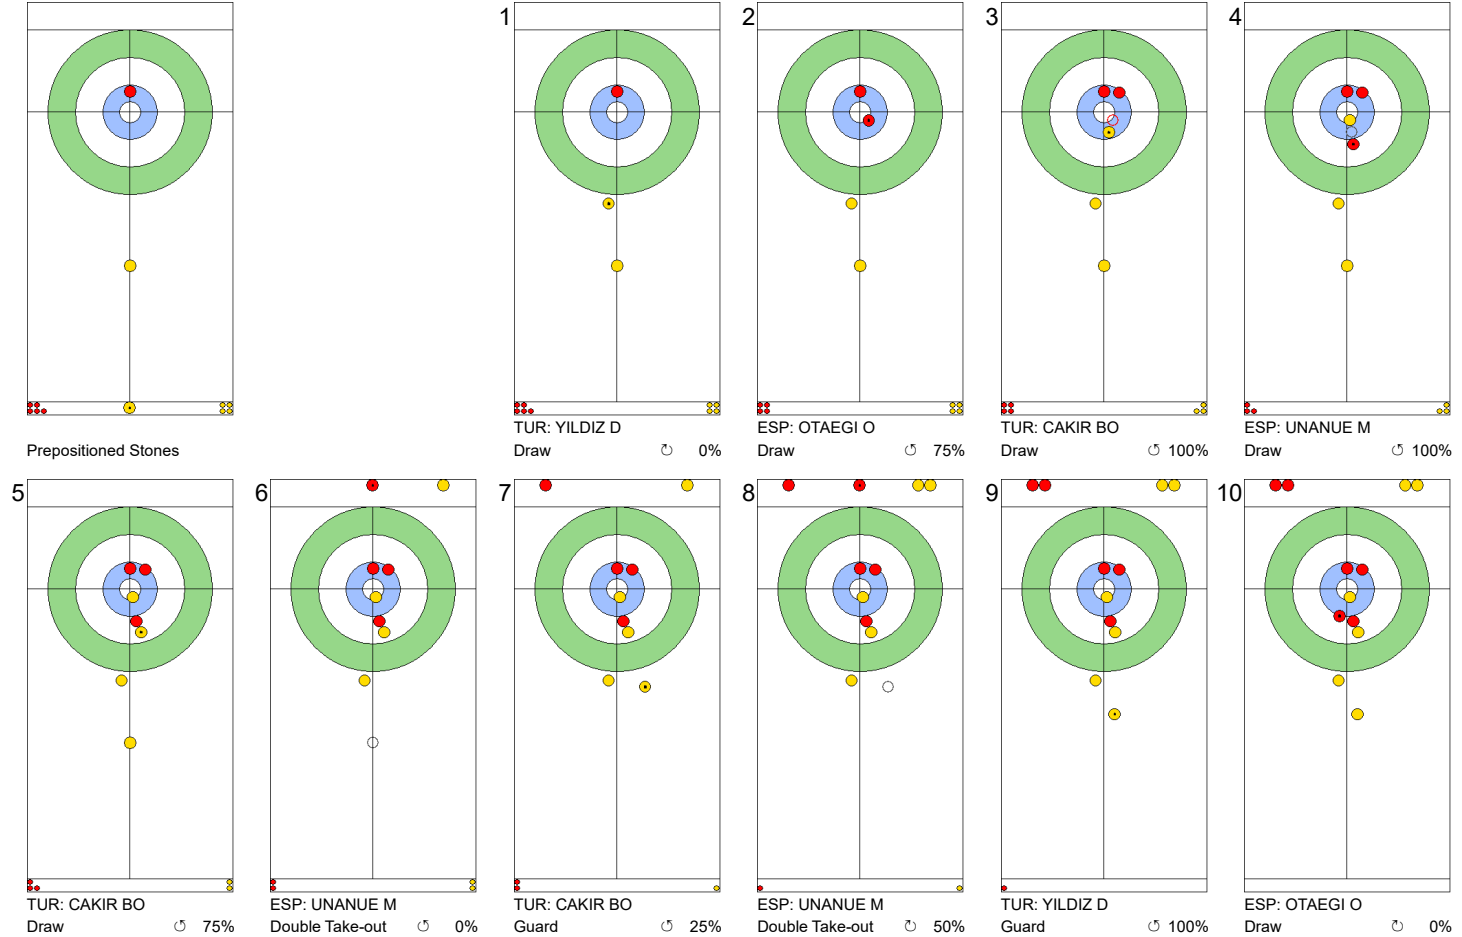 Prepositioned Stones
1
TUR: YILDIZ D
Draw 0%
2
ESP: OTAEGI O
Draw 75%
3
TUR: CAKIR BO
Draw 100%
4
ESP: UNANUE M
Draw 100%
5
TUR: CAKIR BO
Draw 75%
6
ESP: UNANUE M
Double Take-out 0%
7
TUR: CAKIR BO
Guard 25%
8
ESP: UNANUE M
Double Take-out 50%
9
TUR: YILDIZ D
Guard 100%
10
ESP: OTAEGI O
Draw 0%